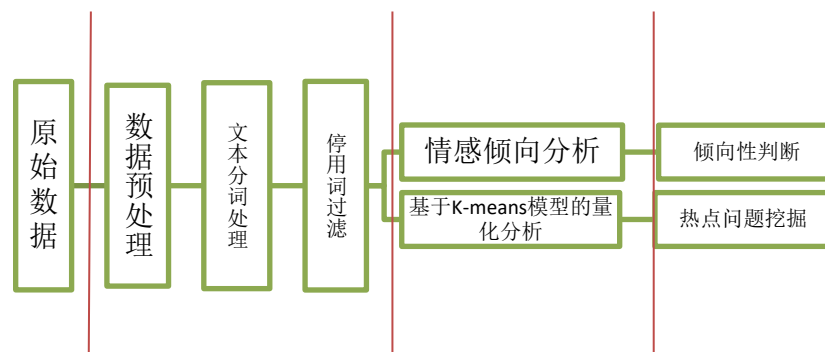 原始数据
数据预处理
文本分词处理
停用词过滤
情感倾向分析
基于K-means模型的量
化分析
倾向性判断
热点问题挖掘